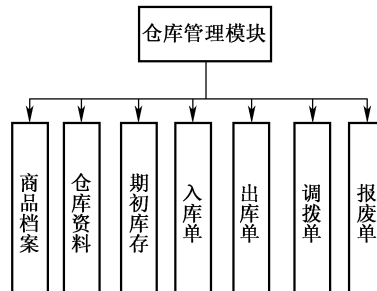 仓库管理模块
商品档案
仓库资料
期初库存
入库单
出库单
调拨单
报废单